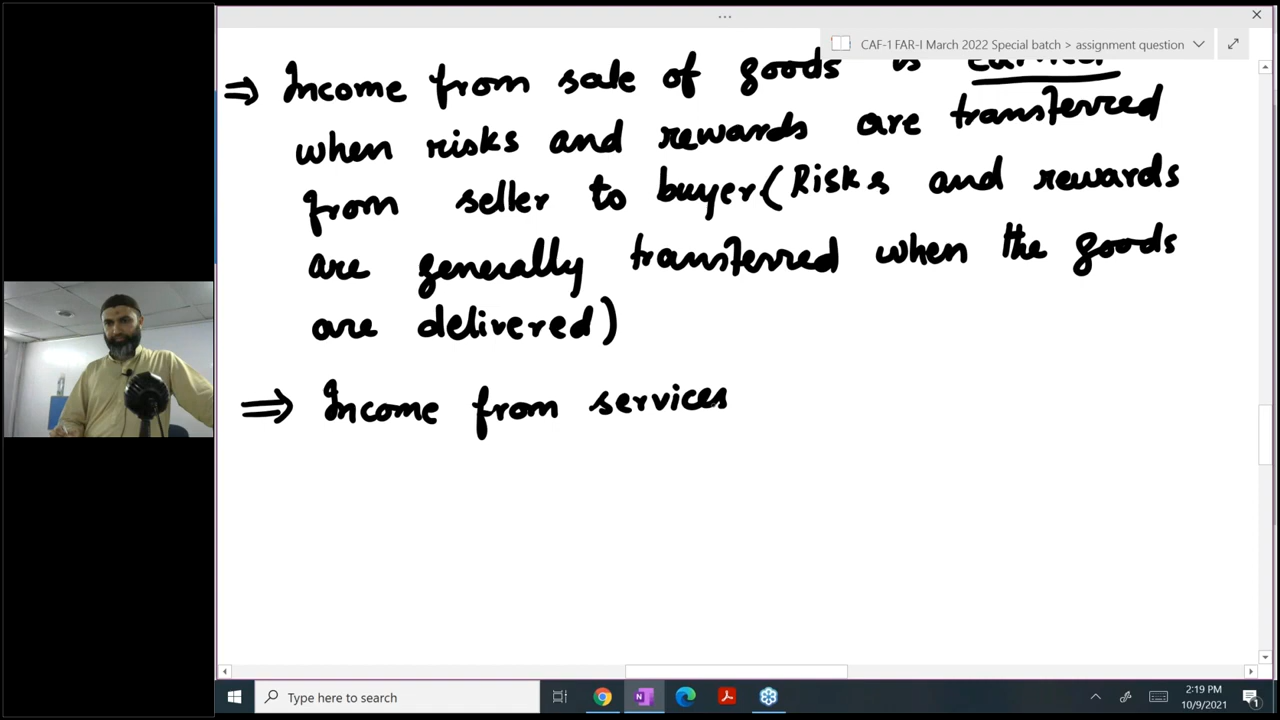 ...
CAF-1 FAR-I March 2022 Special batch > assignment question
⇒ Income from sale of goods is earned
when risks and rewards are transferred
from seller to buyer (Risks and rewards
are generally transferred when the goods
are delivered)
⇒ Income from services
Type here to search
2:19 PM
10/9/2021
1